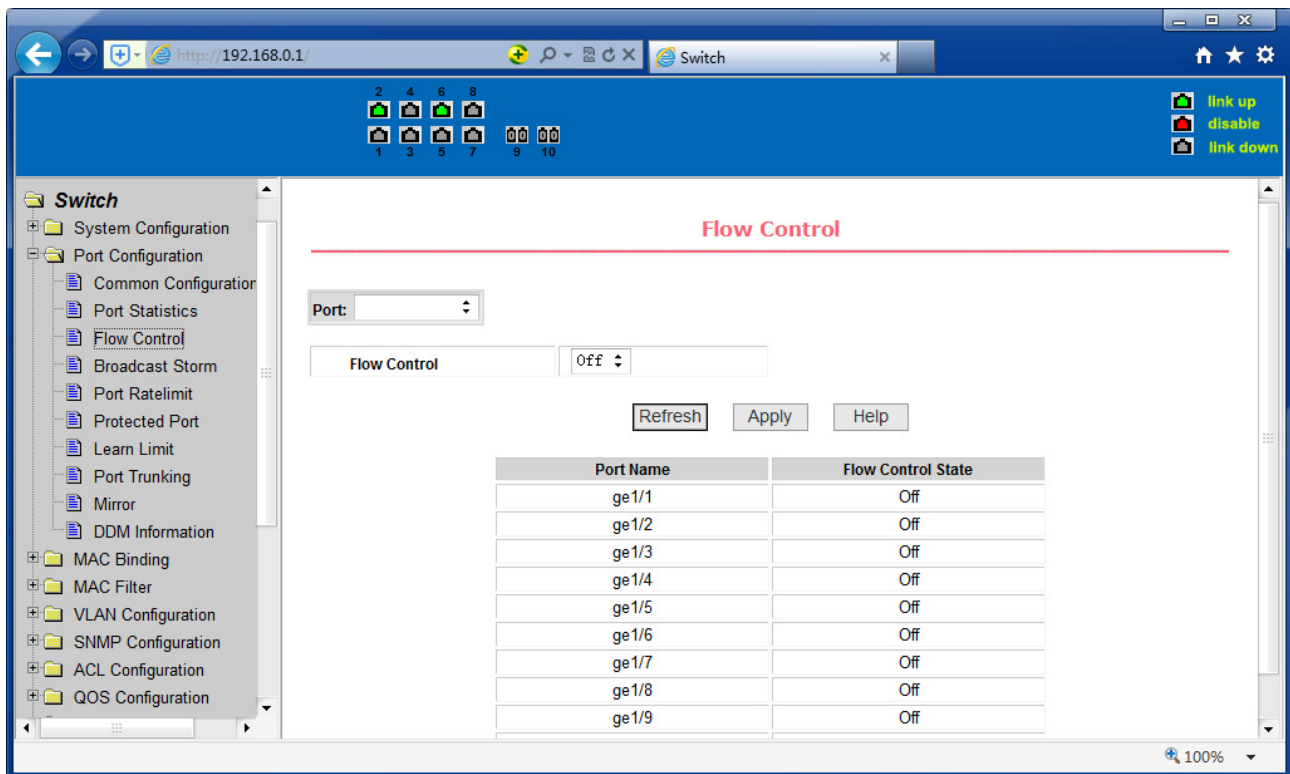 http://192.168.0.1/
Switch
2 4 6 8
1 3 5 7 9 10
link up
disable
link down
Switch
System Configuration
Port Configuration
Common Configuration
Port Statistics
Flow Control
Broadcast Storm
Port Ratelimit
Protected Port
Learn Limit
Port Trunking
Mirror
DDM Information
MAC Binding
MAC Filter
VLAN Configuration
SNMP Configuration
ACL Configuration
QOS Configuration
Flow Control
Port:
Flow Control Off
Refresh Apply Help
Port Name Flow Control State
ge1/1 Off
ge1/2 Off
ge1/3 Off
ge1/4 Off
ge1/5 Off
ge1/6 Off
ge1/7 Off
ge1/8 Off
ge1/9 Off
100%